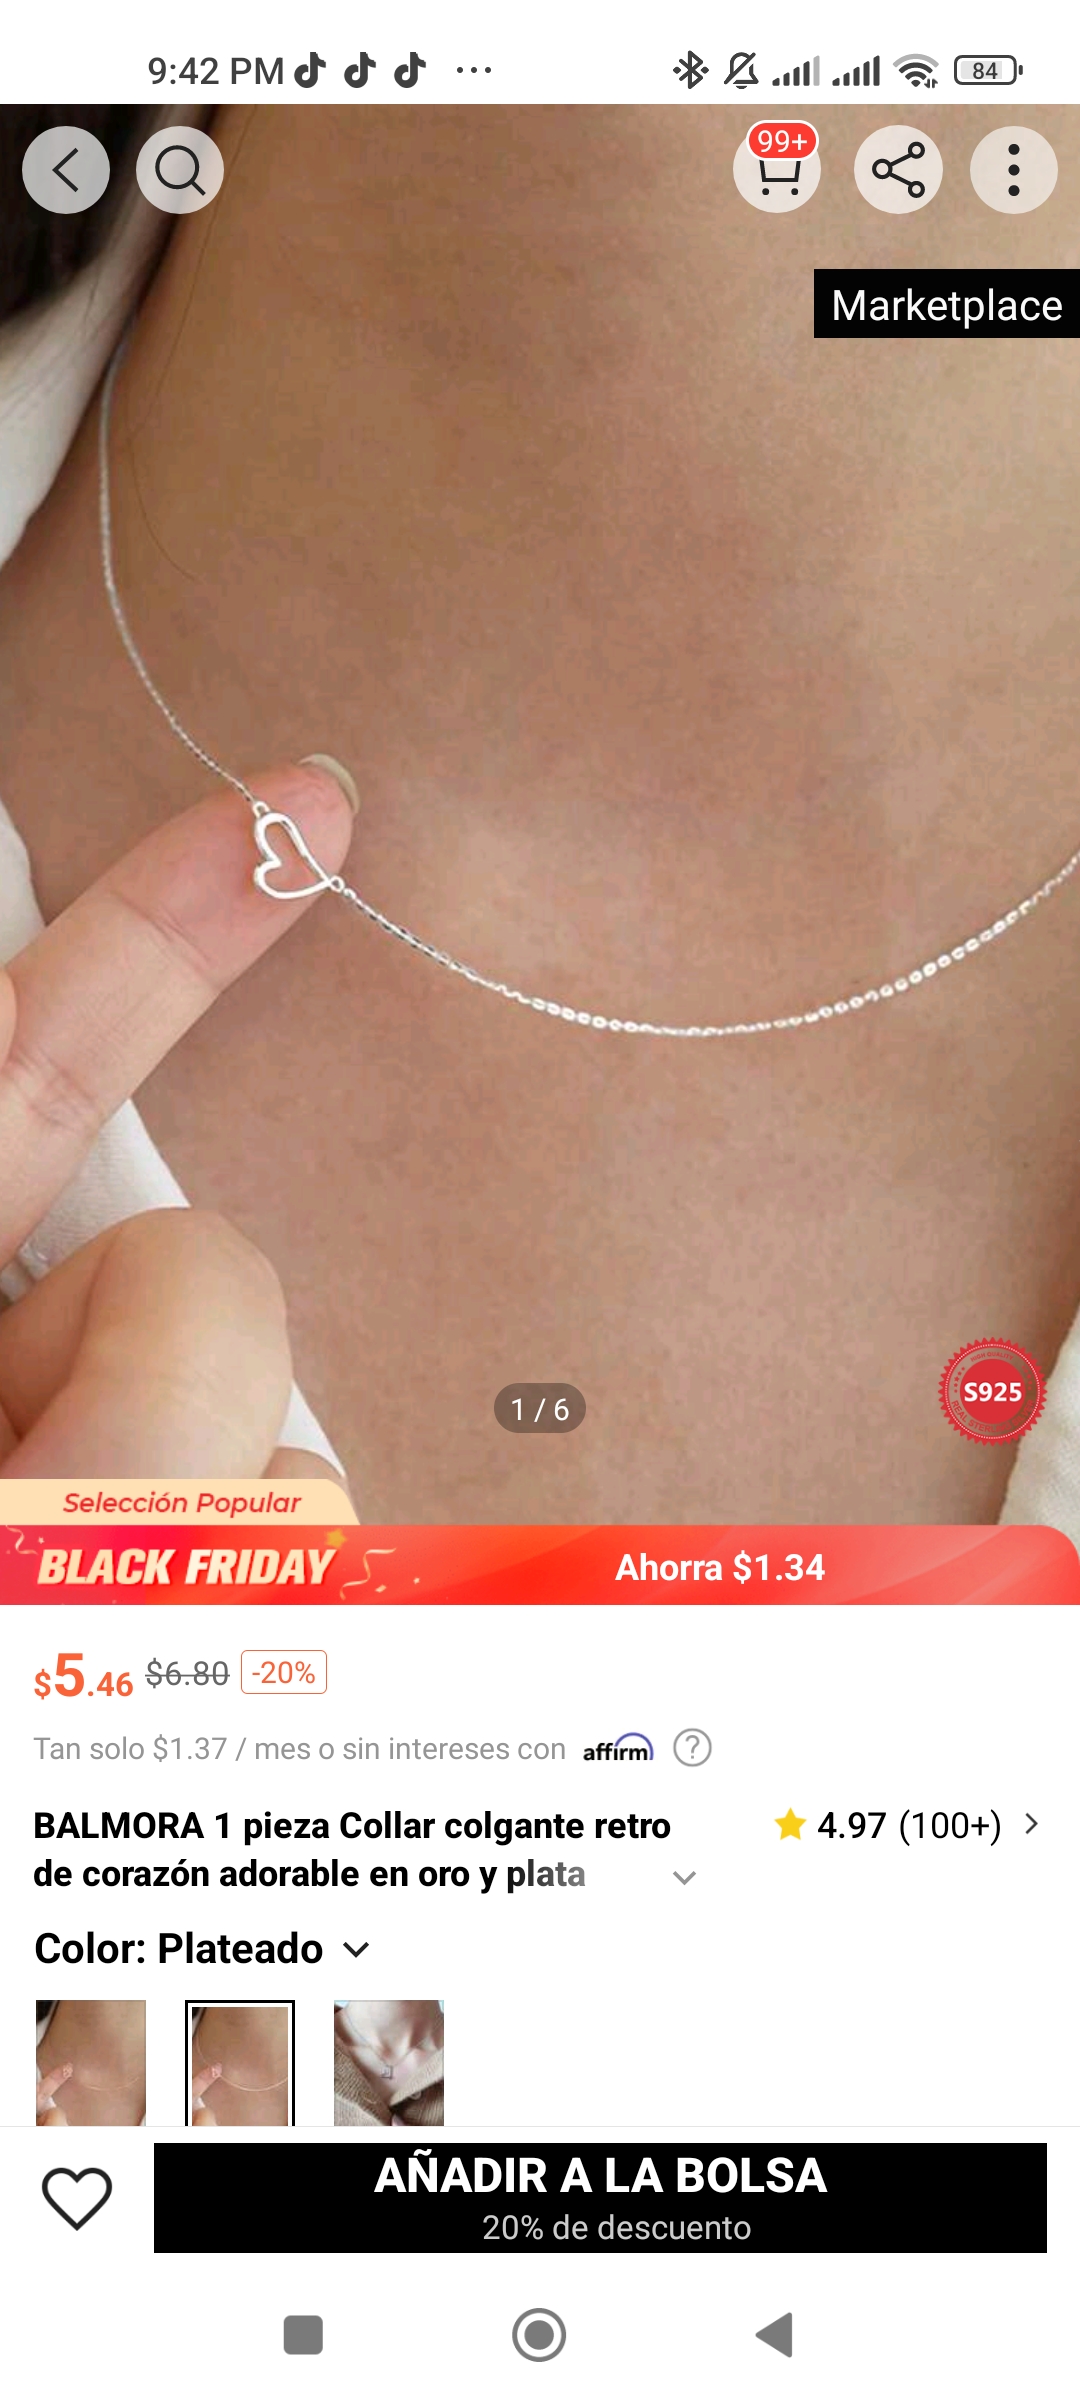 9:42 PM ...
84
99+
Marketplace
S925
1 / 6
Selección Popular
BLACK FRIDAY
Ahorra $1.34
$5.46 $6.80 -20%
Tan solo $1.37 / mes o sin intereses con affirm ?
BALMORA 1 pieza Collar colgante retro
de corazón adorable en oro y plata
4.97 (100+)
Color: Plateado
AÑADIR A LA BOLSA
20% de descuento